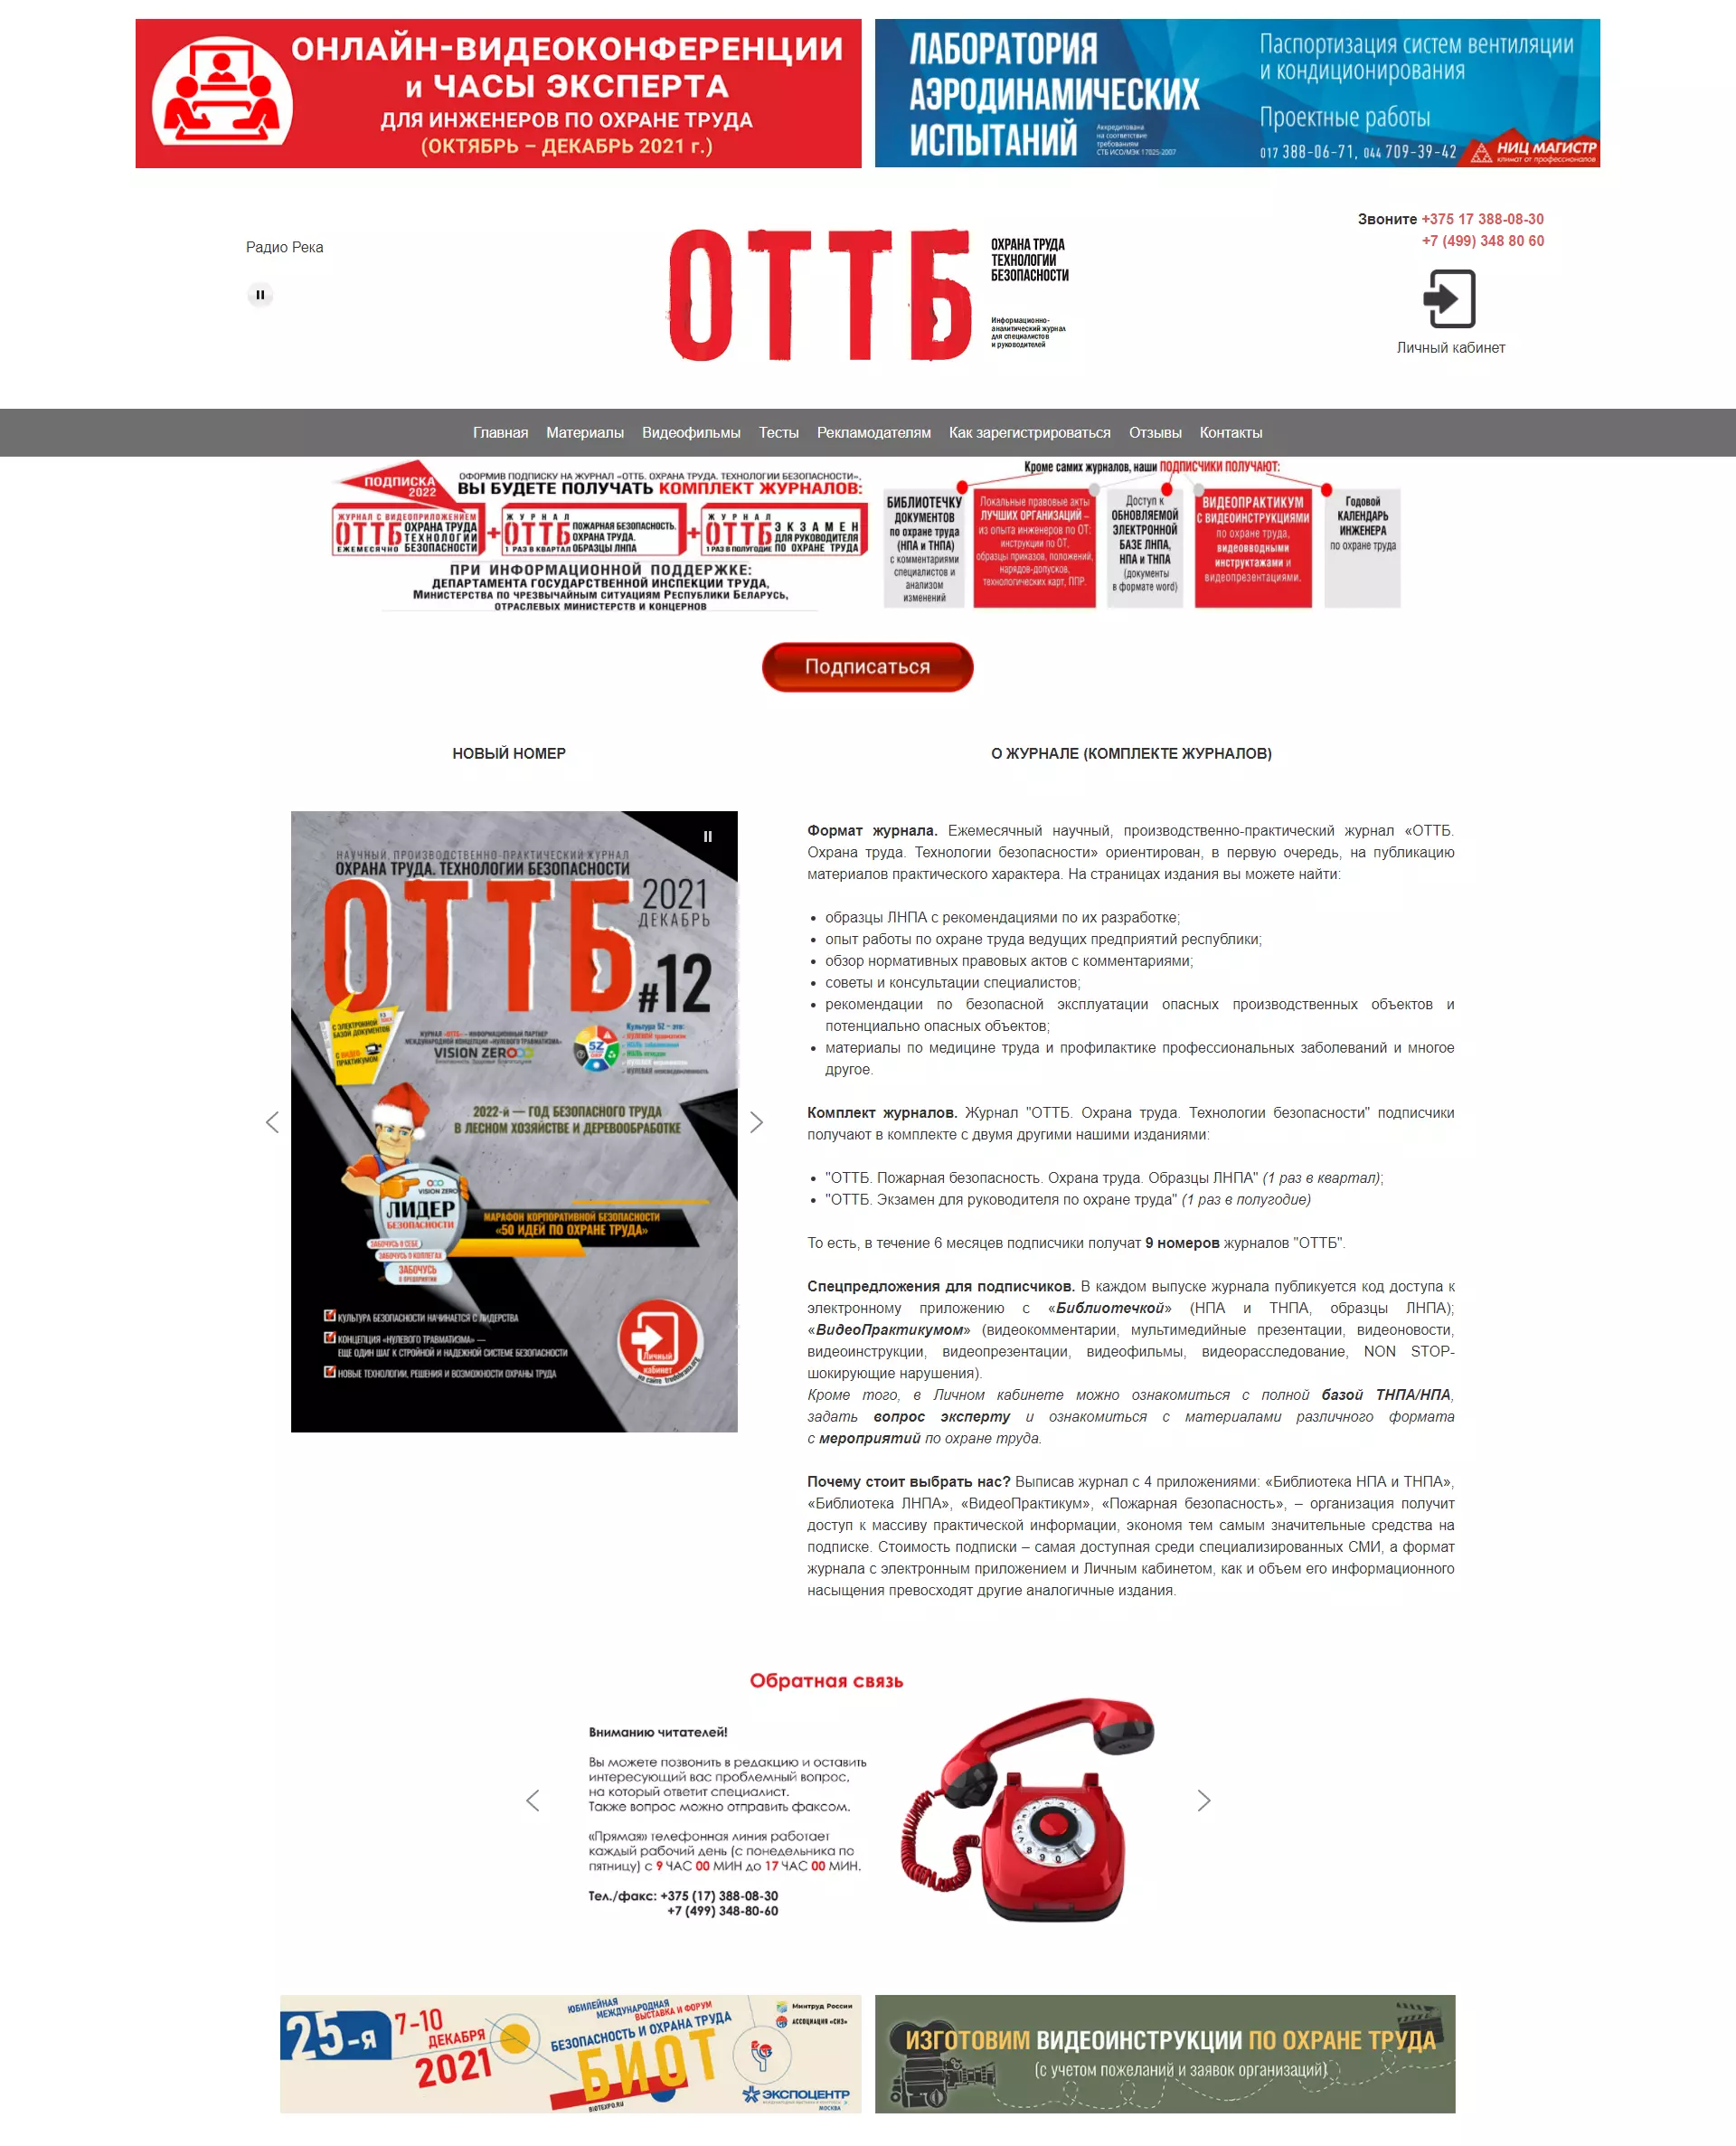 ОНЛАЙН-ВИДЕОКОНФЕРЕНЦИИ
и ЧАСЫ ЭКСПЕРТА
ДЛЯ ИНЖЕНЕРОВ ПО ОХРАНЕ ТРУДА
(ОКТЯБРЬ – ДЕКАБРЬ 2021 г.)
ЛАБОРАТОРИЯ
АЭРОДИНАМИЧЕСКИХ
ИСПЫТАНИЙ
Аккредитована
на соответствие
требованиям
СТБ ИСО/МЭК 17025-2007
Паспортизация систем вентиляции
и кондиционирования
Проектные работы
017 388-06-71, 044 709-39-42
НИЦ МАГИСТР
климат от профессионалов
Радио Река
ОТТБ
ОХРАНА ТРУДА
ТЕХНОЛОГИИ
БЕЗОПАСНОСТИ
Информационно-
аналитический журнал
для специалистов
и руководителей
Звоните +375 17 388-08-30
+7 (499) 348 80 60
Личный кабинет
Главная Материалы Видеофильмы Тесты Рекламодателям Как зарегистрироваться Отзывы Контакты
ПОДПИСКА
2022
ОФОРМИВ ПОДПИСКУ НА ЖУРНАЛ «ОТТБ. ОХРАНА ТРУДА. ТЕХНОЛОГИИ БЕЗОПАСНОСТИ»,
ВЫ БУДЕТЕ ПОЛУЧАТЬ КОМПЛЕКТ ЖУРНАЛОВ:
ЖУРНАЛ С ВИДЕОПРИЛОЖЕНИЕМ
ОТТБ ОХРАНА ТРУДА
ТЕХНОЛОГИИ
БЕЗОПАСНОСТИ
ЕЖЕМЕСЯЧНО
+
ЖУРНАЛ
ОТТБ ПОЖАРНАЯ БЕЗОПАСНОСТЬ.
ОХРАНА ТРУДА.
ОБРАЗЦЫ ЛНПА
1 РАЗ В КВАРТАЛ
+
ЖУРНАЛ
ОТТБ ЭКЗАМЕН
ДЛЯ РУКОВОДИТЕЛЯ
ПО ОХРАНЕ ТРУДА
1 РАЗ В ПОЛУГОДИЕ
ПРИ ИНФОРМАЦИОННОЙ ПОДДЕРЖКЕ:
ДЕПАРТАМЕНТА ГОСУДАРСТВЕННОЙ ИНСПЕКЦИИ ТРУДА,
МИНИСТЕРСТВА ПО ЧРЕЗВЫЧАЙНЫМ СИТУАЦИЯМ РЕСПУБЛИКИ БЕЛАРУСЬ,
ОТРАСЛЕВЫХ МИНИСТЕРСТВ И КОНЦЕРНОВ
Кроме самих журналов, наши ПОДПИСЧИКИ ПОЛУЧАЮТ:
БИБЛИОТЕЧКУ
ДОКУМЕНТОВ
по охране труда
(НПА и ТНПА)
с комментариями
специалистов и
анализом
изменений
Локальные правовые акты
ЛУЧШИХ ОРГАНИЗАЦИЙ –
из опыта инженеров по ОТ:
инструкции по ОТ,
образцы приказов, положений,
нарядов-допусков,
технологических карт, ППР.
Доступ к
ОБНОВЛЯЕМОЙ
ЭЛЕКТРОННОЙ
БАЗЕ ЛНПА,
НПА и ТНПА
(документы
в формате word)
ВИДЕОПРАКТИКУМ
С ВИДЕОИНСТРУКЦИЯМИ
по охране труда,
видеовводными
инструктажами и
видеопрезентациями.
Годовой
КАЛЕНДАРЬ
ИНЖЕНЕРА
по охране труда
Подписаться
НОВЫЙ НОМЕР
О ЖУРНАЛЕ (КОМПЛЕКТЕ ЖУРНАЛОВ)
НАУЧНЫЙ, ПРОИЗВОДСТВЕННО-ПРАКТИЧЕСКИЙ ЖУРНАЛ
ОХРАНА ТРУДА. ТЕХНОЛОГИИ БЕЗОПАСНОСТИ
ОТТБ
2021
ДЕКАБРЬ
#12
С ЭЛЕКТРОННОЙ
БАЗОЙ ДОКУМЕНТОВ
С ВИДЕО-
ПРАКТИКУМОМ
ЖУРНАЛ «ОТТБ» – ИНФОРМАЦИОННЫЙ ПАРТНЕР
МЕЖДУНАРОДНОЙ КОНЦЕПЦИИ «НУЛЕВОГО ТРАВМАТИЗМА»
VISION ZERO
5Z
Культура 5Z – это:
2022-й — ГОД БЕЗОПАСНОГО ТРУДА
В ЛЕСНОМ ХОЗЯЙСТВЕ И ДЕРЕВООБРАБОТКЕ
VISION ZERO
ЛИДЕР
БЕЗОПАСНОСТИ
ЗАБОЧУСЬ О СЕБЕ
ЗАБОЧУСЬ О КОЛЛЕГАХ
ЗАБОЧУСЬ
О ПРЕДПРИЯТИИ
МАРАФОН КОРПОРАТИВНОЙ БЕЗОПАСНОСТИ
«50 ИДЕЙ ПО ОХРАНЕ ТРУДА»
КУЛЬТУРА БЕЗОПАСНОСТИ НАЧИНАЕТСЯ С ЛИДЕРСТВА
КОНЦЕПЦИЯ «НУЛЕВОГО ТРАВМАТИЗМА» —
ЕЩЕ ОДИН ШАГ К СТРОЙНОЙ И НАДЕЖНОЙ СИСТЕМЕ БЕЗОПАСНОСТИ
НОВЫЕ ТЕХНОЛОГИИ, РЕШЕНИЯ И ВОЗМОЖНОСТИ ОХРАНЫ ТРУДА
Личный
кабинет
на сайте
Формат журнала. Ежемесячный научный, производственно-практический журнал «ОТТБ.
Охрана труда. Технологии безопасности» ориентирован, в первую очередь, на публикацию
материалов практического характера. На страницах издания вы можете найти:
• образцы ЛНПА с рекомендациями по их разработке;
• опыт работы по охране труда ведущих предприятий республики;
• обзор нормативных правовых актов с комментариями;
• советы и консультации специалистов;
• рекомендации по безопасной эксплуатации опасных производственных объектов и
потенциально опасных объектов;
• материалы по медицине труда и профилактике профессиональных заболеваний и многое
другое.
Комплект журналов. Журнал "ОТТБ. Охрана труда. Технологии безопасности" подписчики
получают в комплекте с двумя другими нашими изданиями:
• "ОТТБ. Пожарная безопасность. Охрана труда. Образцы ЛНПА" (1 раз в квартал);
• "ОТТБ. Экзамен для руководителя по охране труда" (1 раз в полугодие)
То есть, в течение 6 месяцев подписчики получат 9 номеров журналов "ОТТБ".
Спецпредложения для подписчиков. В каждом выпуске журнала публикуется код доступа к
электронному приложению с «Библиотечкой» (НПА и ТНПА, образцы ЛНПА);
«ВидеоПрактикумом» (видеокомментарии, мультимедийные презентации, видеоновости,
видеоинструкции, видеопрезентации, видеофильмы, видеорасследование, NON STOP-
шокирующие нарушения).
Кроме того, в Личном кабинете можно ознакомиться с полной базой ТНПА/НПА,
задать вопрос эксперту и ознакомиться с материалами различного формата
с мероприятий по охране труда.
Почему стоит выбрать нас? Выписав журнал с 4 приложениями: «Библиотека НПА и ТНПА»,
«Библиотека ЛНПА», «ВидеоПрактикум», «Пожарная безопасность», – организация получит
доступ к массиву практической информации, экономя тем самым значительные средства на
подписке. Стоимость подписки – самая доступная среди специализированных СМИ, а формат
журнала с электронным приложением и Личным кабинетом, как и объем его информационного
насыщения превосходят другие аналогичные издания.
Обратная связь
Вниманию читателей!
Вы можете позвонить в редакцию и оставить
интересующий вас проблемный вопрос,
на который ответит специалист.
Также вопрос можно отправить факсом.
«Прямая» телефонная линия работает
каждый рабочий день (с понедельника по
пятницу) с 9 ЧАС 00 МИН до 17 ЧАС 00 МИН.
Тел./факс: +375 (17) 388-08-30
+7 (499) 348-80-60
25-я
7-10
ДЕКАБРЯ
2021
ЮБИЛЕЙНАЯ
МЕЖДУНАРОДНАЯ
ВЫСТАВКА И ФОРУМ
БЕЗОПАСНОСТЬ И ОХРАНА ТРУДА
БИОТ
BIOTEXPO.RU
Минтруд России
АССОЦИАЦИЯ «СИЗ»
ЭКСПОЦЕНТР
МОСКВА
ИЗГОТОВИМ ВИДЕОИНСТРУКЦИИ ПО ОХРАНЕ ТРУДА
(с учетом пожеланий и заявок организаций)